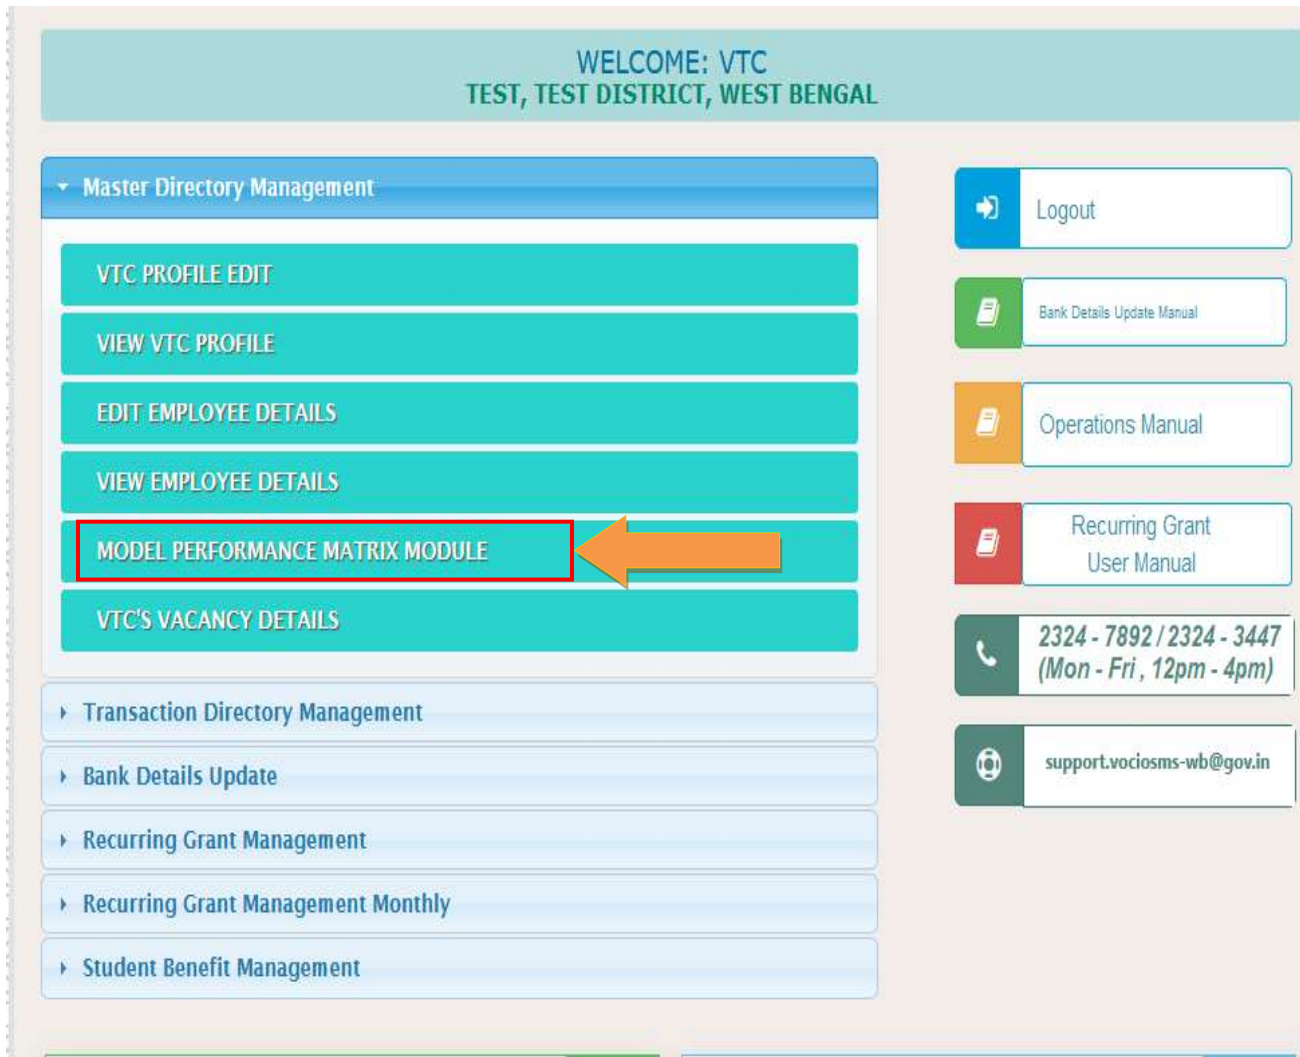 WELCOME: VTC
TEST, TEST DISTRICT, WEST BENGAL
Master Directory Management
VTC PROFILE EDIT
VIEW VTC PROFILE
EDIT EMPLOYEE DETAILS
VIEW EMPLOYEE DETAILS
MODEL PERFORMANCE MATRIX MODULE
VTC'S VACANCY DETAILS
Transaction Directory Management
Bank Details Update
Recurring Grant Management
Recurring Grant Management Monthly
Student Benefit Management
Logout
Bank Details Update Manual
Operations Manual
Recurring Grant
User Manual
2324 - 7892 / 2324 - 3447
(Mon - Fri , 12pm - 4pm)
support.vociosms-wb@gov.in